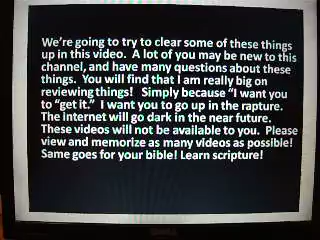 We're going to try to clear some of these things
up in this video.  A lot of you may be new to this
channel, and have many questions about these
things.  You will find that I am really big on
reviewing things!   Simply because "I want you
to "get it."  I want you to go up in the rapture.
The internet will go dark in the near future.
These videos will not be available to you.  Please
view and memorize as many videos as possible!
Same goes for your bible! Learn scripture!
DELL